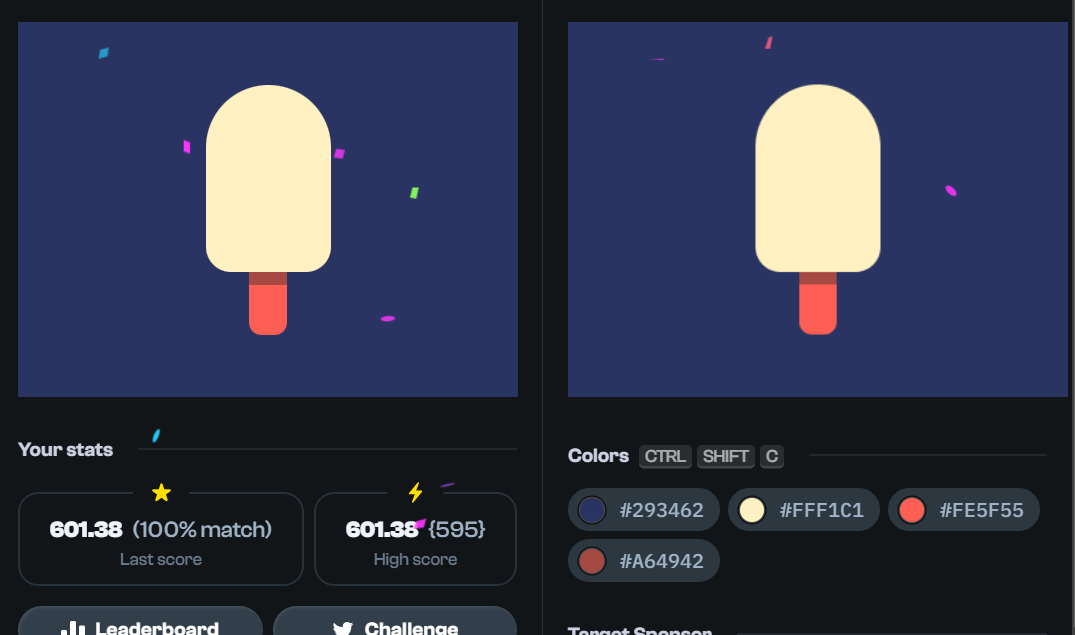 Your stats
601.38 (100% match)
Last score
601.38 {595}
High score
Leaderboard
Challenge
Colors CTRL SHIFT C
#293462
#FFF1C1
#FE5F55
#A64942
Target Sponsor